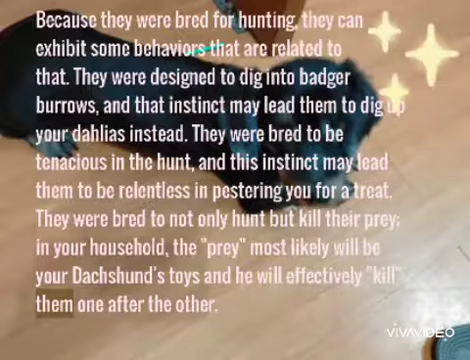 Because they were bred for hunting, they can
exhibit some behaviors that are related to
that. They were designed to dig into badger
burrows, and that instinct may lead them to dig up
your dahlias instead. They were bred to be
tenacious in the hunt, and this instinct may lead
them to be relentless in pestering you for a treat.
They were bred to not only hunt but kill their prey;
in your household, the "prey" most likely will be
your Dachshund's toys and he will effectively "kill"
them one after the other.
VIVAVIDEO